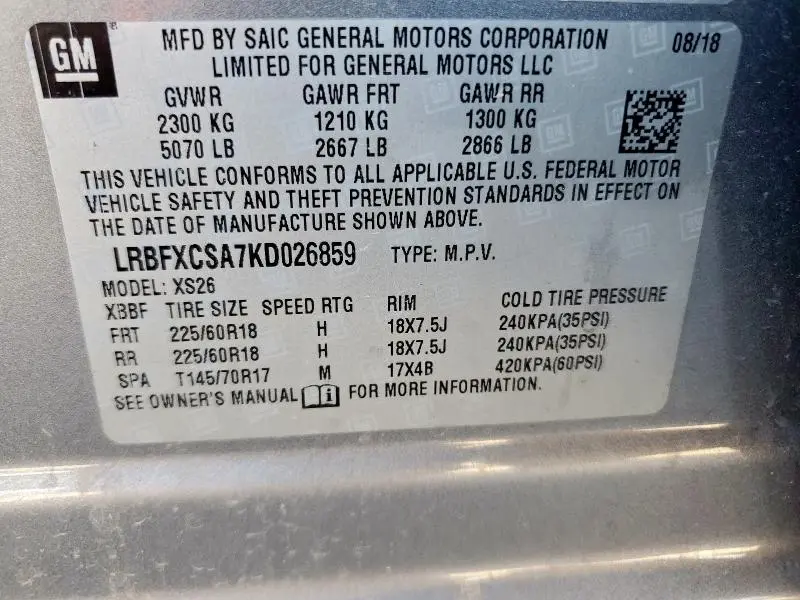 GM
MFD BY SAIC GENERAL MOTORS CORPORATION 08/18
LIMITED FOR GENERAL MOTORS LLC
GVWR GAWR FRT GAWR RR
2300 KG 1210 KG 1300 KG
5070 LB 2667 LB 2866 LB
THIS VEHICLE CONFORMS TO ALL APPLICABLE U.S. FEDERAL MOTOR
VEHICLE SAFETY AND THEFT PREVENTION STANDARDS IN EFFECT ON
THE DATE OF MANUFACTURE SHOWN ABOVE.
LRBFXCSA7KD026859 TYPE: M.P.V.
MODEL: XS26
XBBF TIRE SIZE SPEED RTG RIM COLD TIRE PRESSURE
FRT 225/60R18 H 18X7.5J 240KPA(35PSI)
RR 225/60R18 H 18X7.5J 240KPA(35PSI)
SPA T145/70R17 M 17X4B 420KPA(60PSI)
SEE OWNER'S MANUAL i FOR MORE INFORMATION.